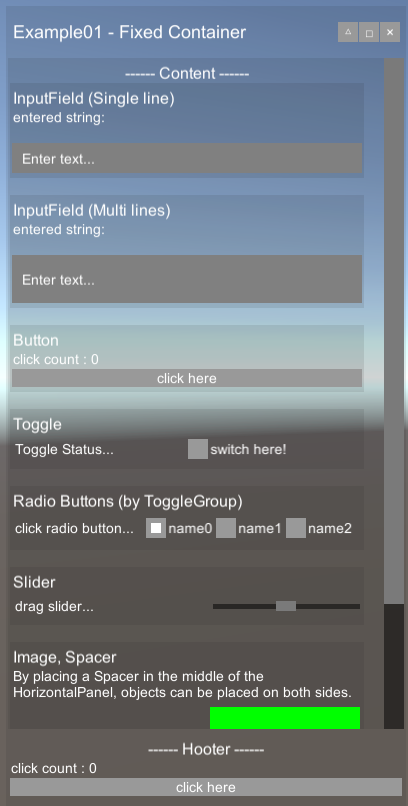 Example01 - Fixed Container
------ Content ------
InputField (Single line)
entered string:
Enter text...
InputField (Multi lines)
entered string:
Enter text...
Button
click count : 0
click here
Toggle
Toggle Status... switch here!
Radio Buttons (by ToggleGroup)
click radio button... name0 name1 name2
Slider
drag slider...
Image, Spacer
By placing a Spacer in the middle of the
HorizontalPanel, objects can be placed on both sides.
------ Hooter ------
click count : 0
click here